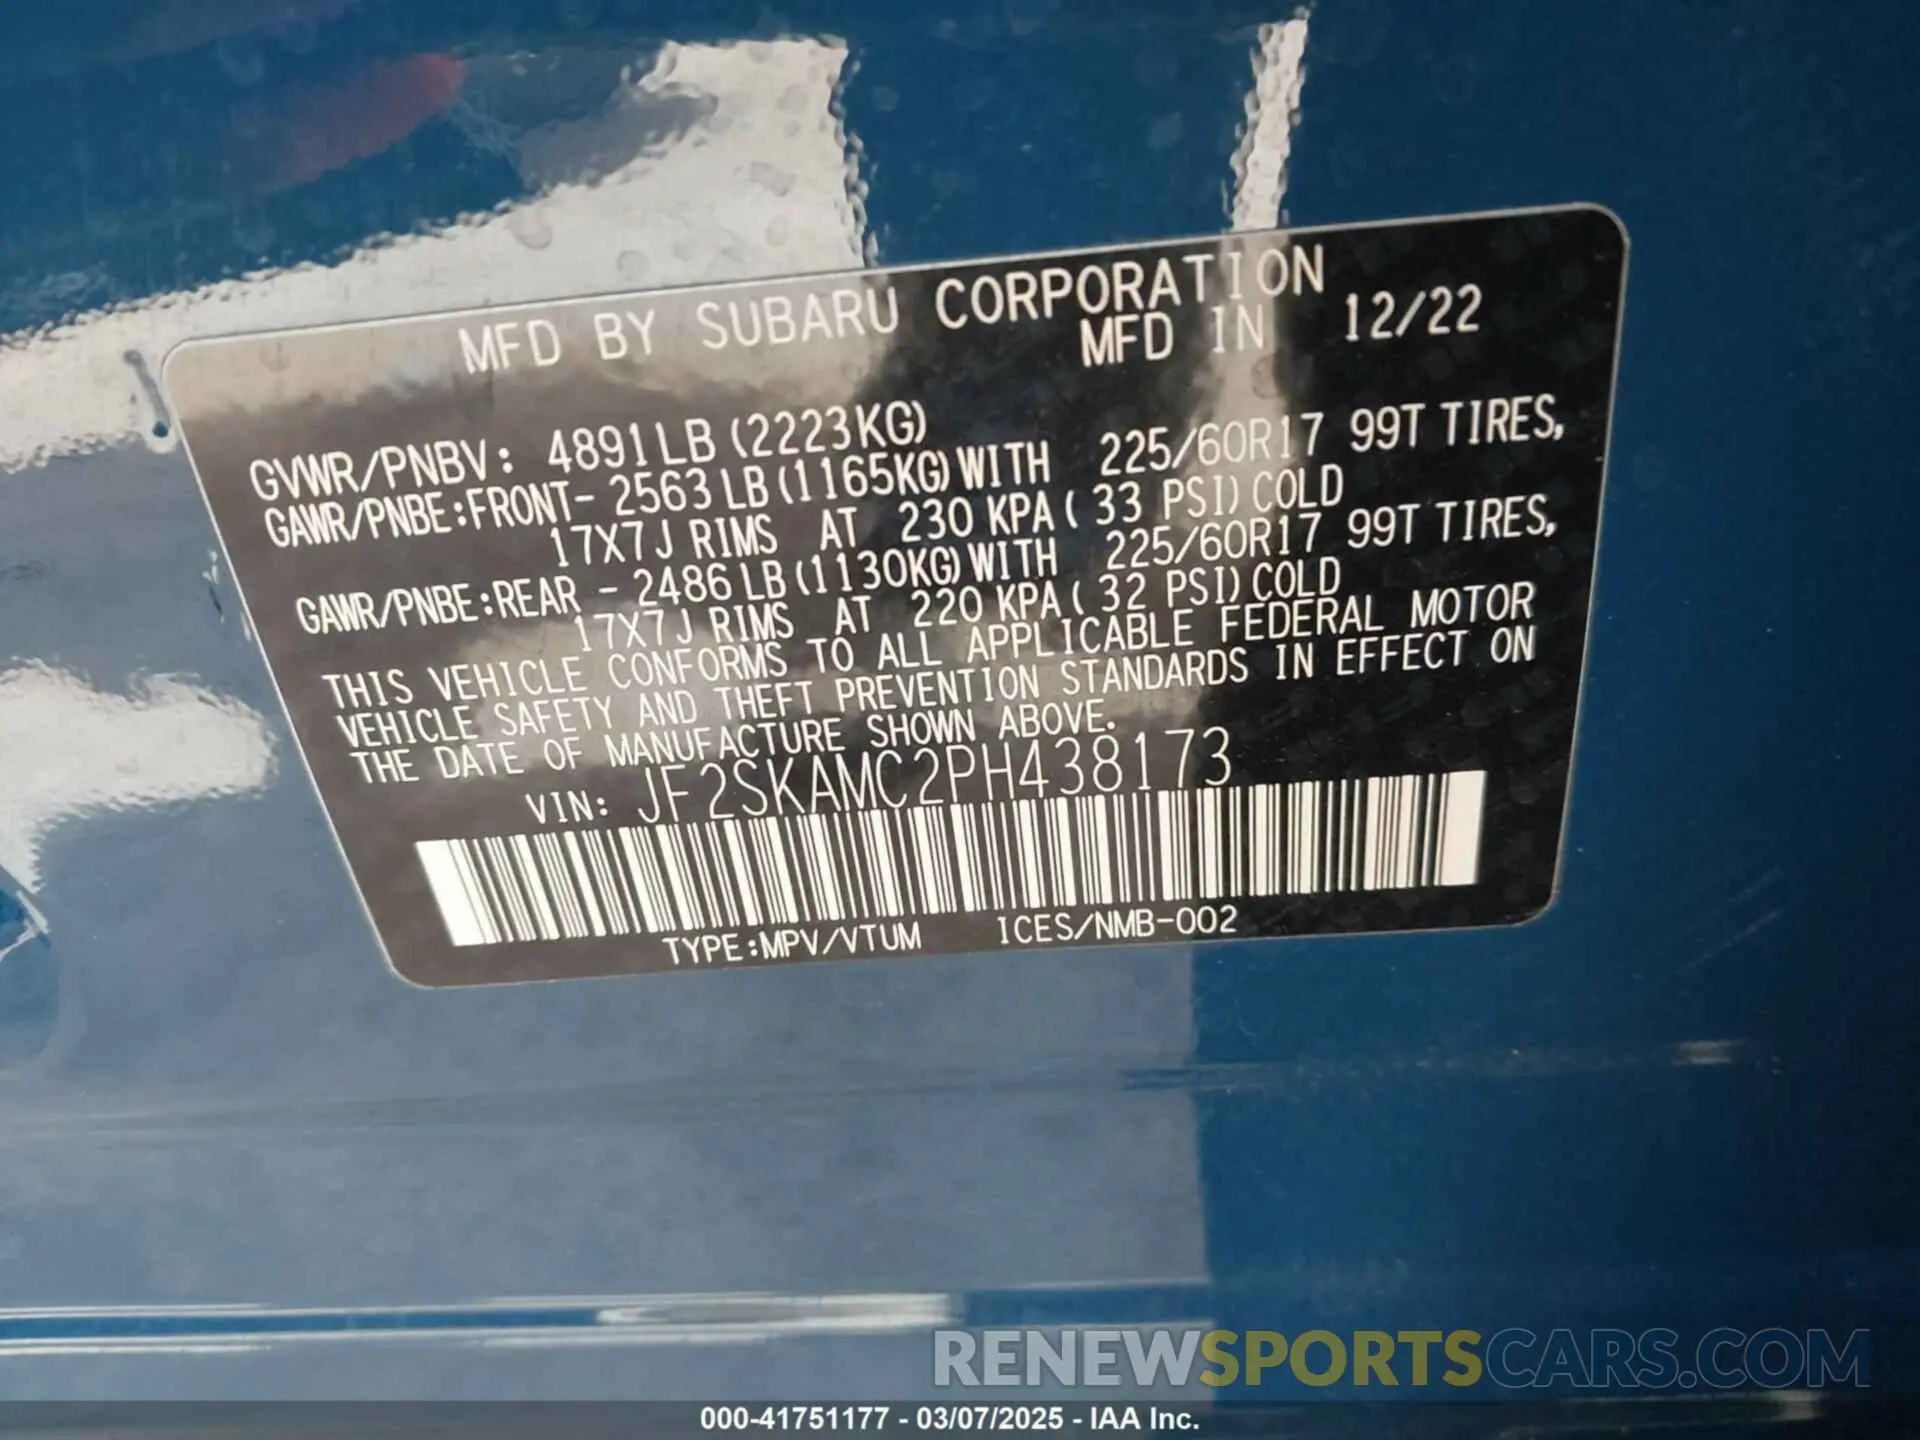 MFD BY SUBARU CORPORATION
MFD IN 12/22
GVWR/PNBV: 4891LB (2223KG)
GAWR/PNBE:FRONT- 2563 LB (1165KG) WITH 225/60R17 99T TIRES,
17X7J RIMS AT 230 KPA ( 33 PSI) COLD
GAWR/PNBE:REAR - 2486 LB (1130KG) WITH 225/60R17 99T TIRES,
17X7J RIMS AT 220 KPA ( 32 PSI) COLD
THIS VEHICLE CONFORMS TO ALL APPLICABLE FEDERAL MOTOR
VEHICLE SAFETY AND THEFT PREVENTION STANDARDS IN EFFECT ON
THE DATE OF MANUFACTURE SHOWN ABOVE.
VIN: JF2SKAMC2PH438173
TYPE:MPV/VTUM ICES/NMB-002
RENEWSPORTSCARS.COM
000-41751177 - 03/07/2025 - IAA Inc.